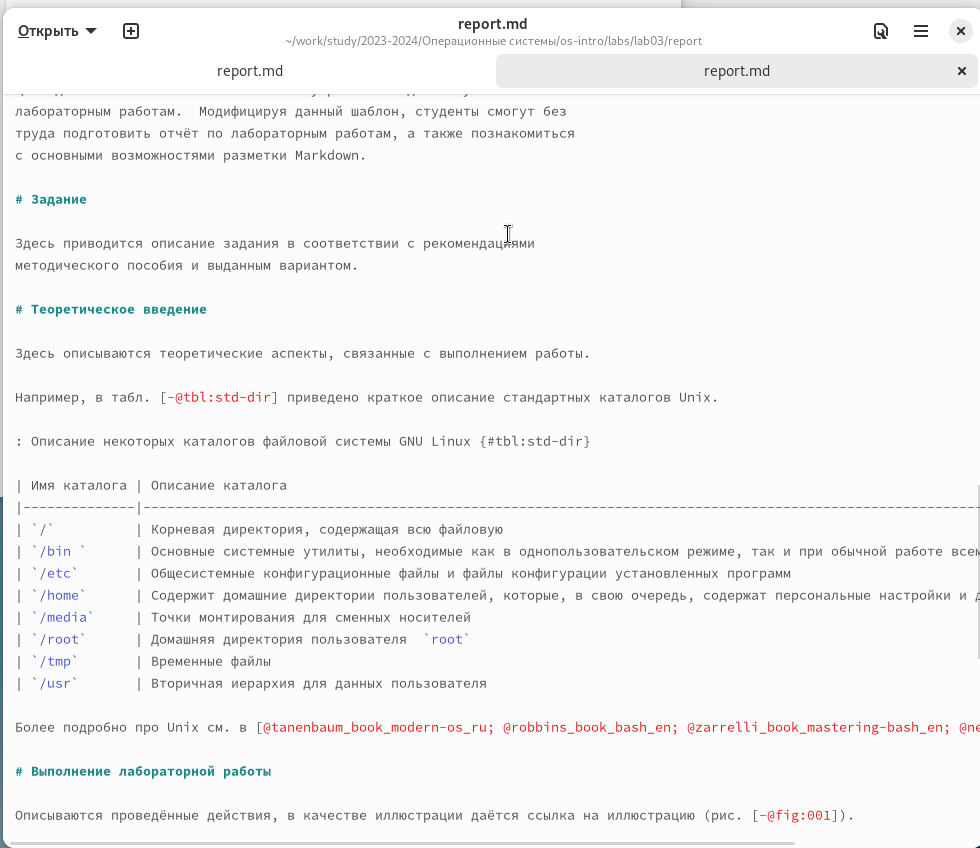 Открыть
report.md
~/work/study/2023-2024/Операционные системы/os-intro/labs/lab03/report
report.md
report.md
лабораторным работам.  Модифицируя данный шаблон, студенты смогут без
труда подготовить отчёт по лабораторным работам, а также познакомиться
с основными возможностями разметки Markdown.
# Задание
Здесь приводится описание задания в соответствии с рекомендациями
методического пособия и выданным вариантом.
# Теоретическое введение
Здесь описываются теоретические аспекты, связанные с выполнением работы.
Например, в табл. [-@tbl:std-dir] приведено краткое описание стандартных каталогов Unix.
: Описание некоторых каталогов файловой системы GNU Linux {#tbl:std-dir}
| Имя каталога | Описание каталога
|--------------|--------------------------------------------------------------------------------------------------------
| `/`          | Корневая директория, содержащая всю файловую
| `/bin `      | Основные системные утилиты, необходимые как в однопользовательском режиме, так и при обычной работе
| `/etc`       | Общесистемные конфигурационные файлы и файлы конфигурации установленных программ
| `/home`      | Содержит домашние директории пользователей, которые, в свою очередь, содержат персональные настройки и
| `/media`     | Точки монтирования для сменных носителей
| `/root`      | Домашняя директория пользователя  `root`
| `/tmp`       | Временные файлы
| `/usr`       | Вторичная иерархия для данных пользователя
Более подробно про Unix см. в [@tanenbaum_book_modern-os_ru; @robbins_book_bash_en; @zarrelli_book_mastering-bash_en;
# Выполнение лабораторной работы
Описываются проведённые действия, в качестве иллюстрации даётся ссылка на иллюстрацию (рис. [-@fig:001]).